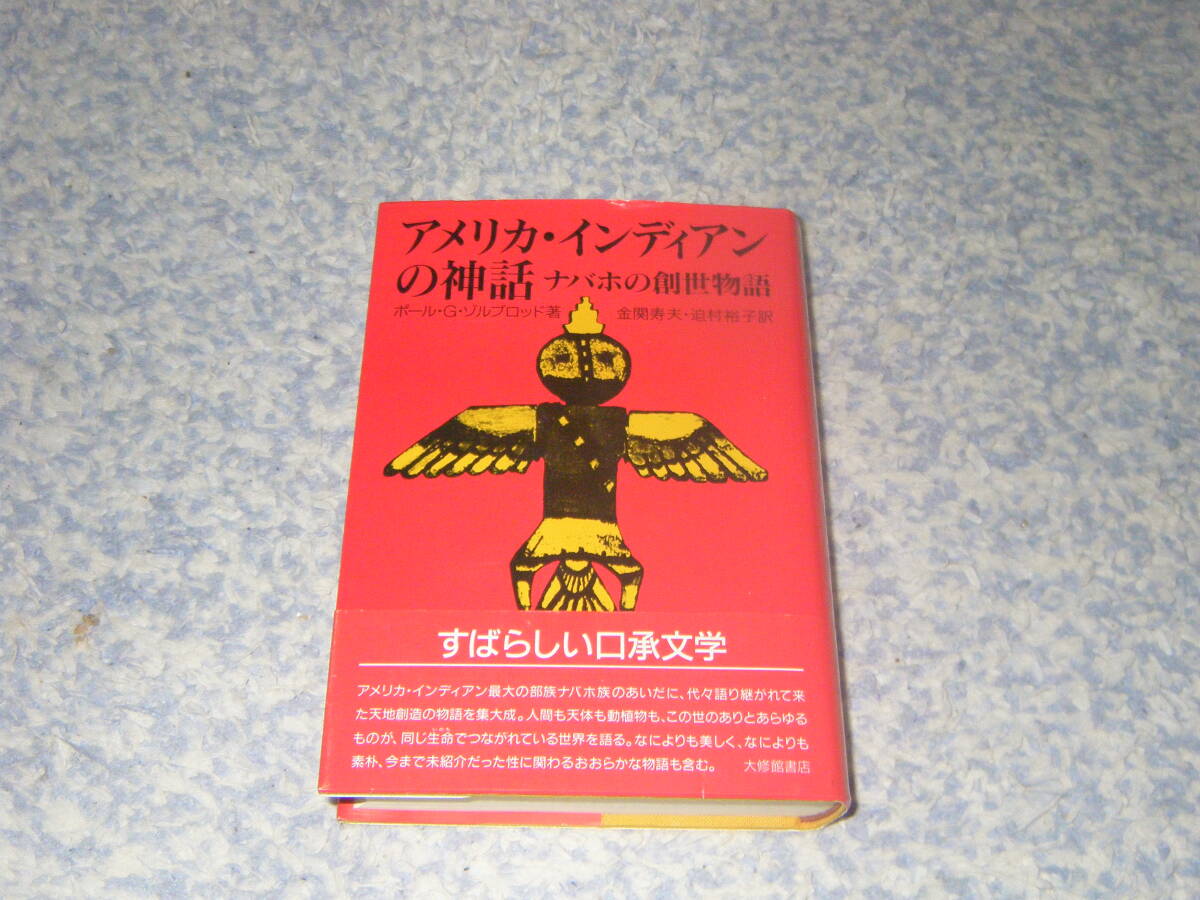 アメリカ・インディアン
の神話 ナバホの創世物語
ポール・G・ゾルブロッド著 金関寿夫・迫村裕子訳
すばらしい口承文学
アメリカ・インディアン最大の部族ナバホ族のあいだに、代々語り継がれて来
た天地創造の物語を集大成。人間も天体も動植物も、この世のありとあらゆる
ものが、同じ生命でつながれている世界を語る。なによりも美しく、なによりも
素朴、今まで未紹介だった性に関わるおおらかな物語も含む。 大修館書店